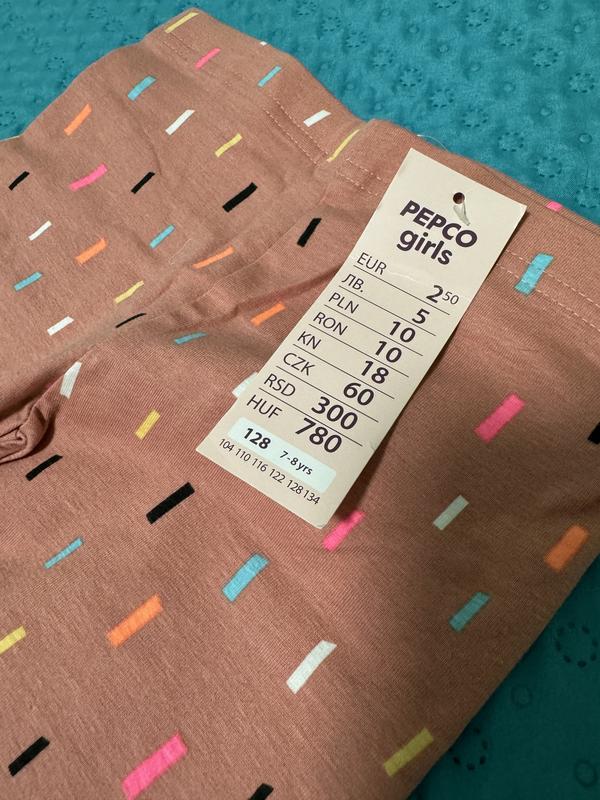 PEPCO
girls
EUR 2 50
ЛВ. 5
PLN 10
RON 10
KN 18
CZK 60
RSD 300
HUF 780
128 7-8 yrs
104 110 116 122 128 134